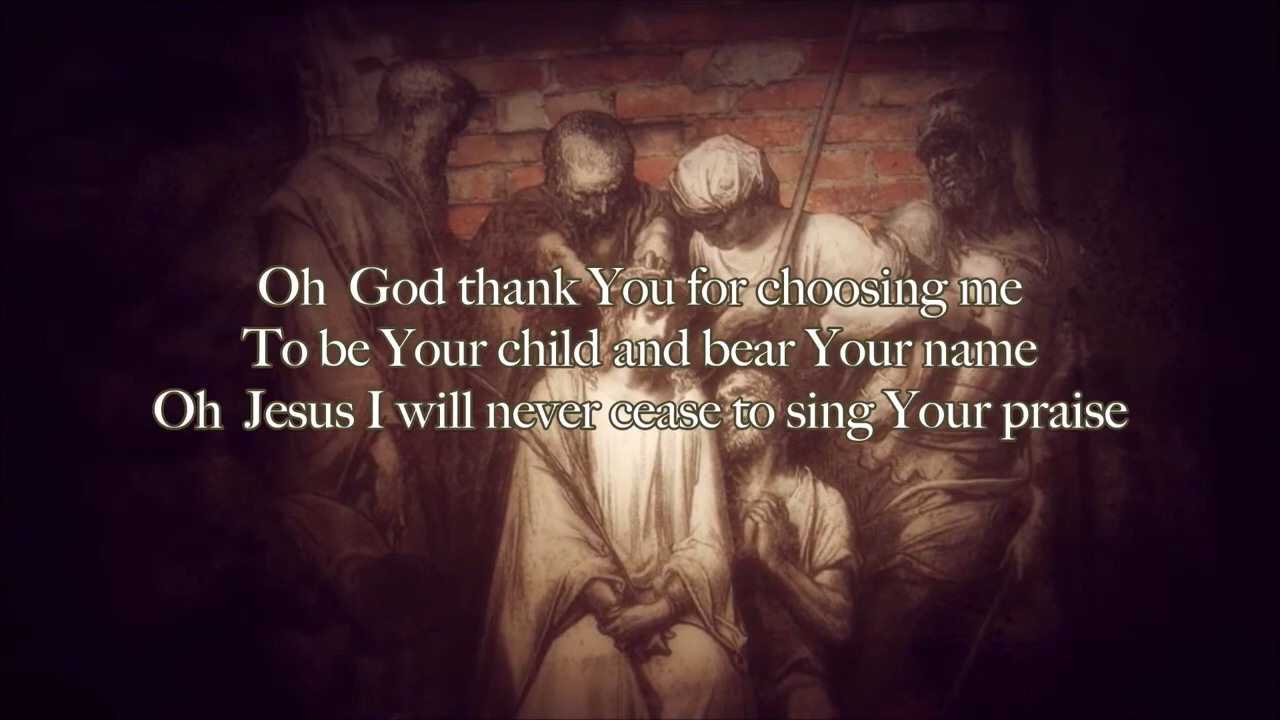 Oh God thank You for choosing me
To be Your child and bear Your name
Oh Jesus I will never cease to sing Your praise